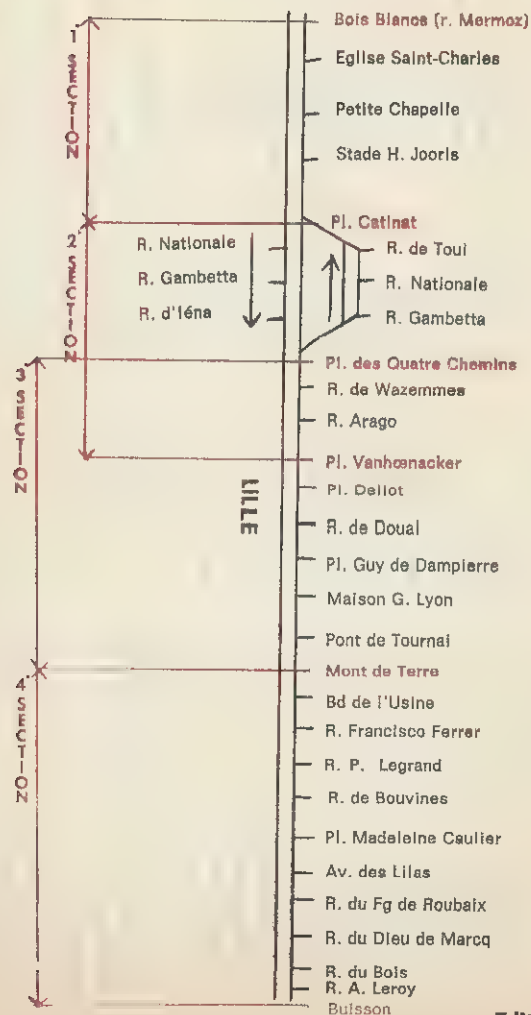 Bois Blancs (r. Mermoz)
1 SECTION
Eglise Saint-Charles
Petite Chapelle
Stade H. Jooris
Pl. Catinat
2 SECTION
R. Nationale
R. de Toul
R. Gambetta
R. Nationale
R. d'Iéna
R. Gambetta
Pl. des Quatre Chemins
3 SECTION
R. de Wazemmes
R. Arago
Pl. Vanhœnacker
LILLE
Pl. Deliot
R. de Douai
Pl. Guy de Dampierre
Maison G. Lyon
Pont de Tournai
Mont de Terre
4 SECTION
Bd de l'Usine
R. Francisco Ferrer
R. P. Legrand
R. de Bouvines
Pl. Madeleine Caulier
Av. des Lilas
R. du Fg de Roubaix
R. du Dieu de Marcq
R. du Bois
R. A. Leroy
Buisson